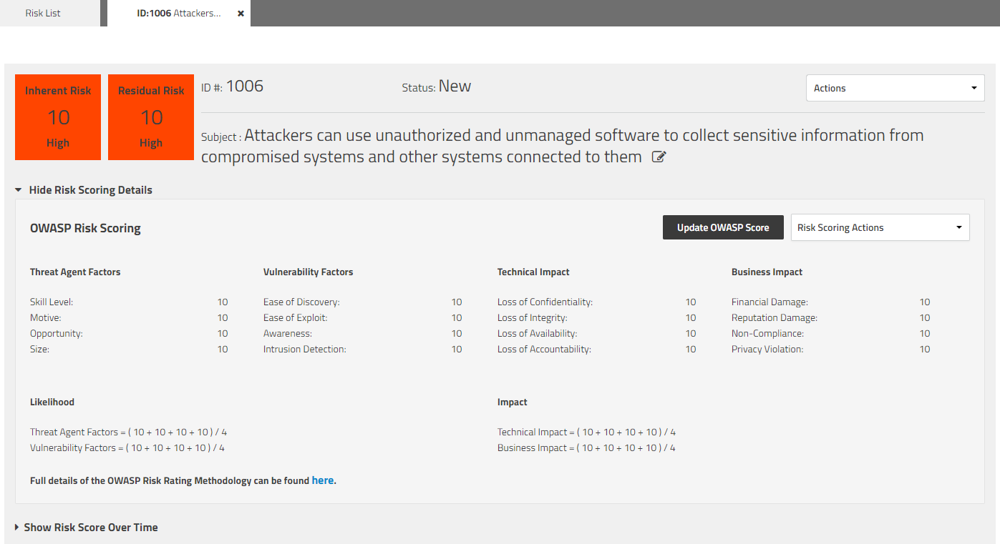 Risk List
ID:1006 Attackers...
Inherent Risk
10
High
Residual Risk
10
High
ID #: 1006
Status: New
Actions
Subject : Attackers can use unauthorized and unmanaged software to collect sensitive information from
compromised systems and other systems connected to them
Hide Risk Scoring Details
OWASP Risk Scoring
Update OWASP Score
Risk Scoring Actions
Threat Agent Factors
Skill Level: 10
Motive: 10
Opportunity: 10
Size: 10
Vulnerability Factors
Ease of Discovery: 10
Ease of Exploit: 10
Awareness: 10
Intrusion Detection: 10
Technical Impact
Loss of Confidentiality: 10
Loss of Integrity: 10
Loss of Availability: 10
Loss of Accountability: 10
Business Impact
Financial Damage: 10
Reputation Damage: 10
Non-Compliance: 10
Privacy Violation: 10
Likelihood
Threat Agent Factors = ( 10 + 10 + 10 + 10 ) / 4
Vulnerability Factors = ( 10 + 10 + 10 + 10 ) / 4
Impact
Technical Impact = ( 10 + 10 + 10 + 10 ) / 4
Business Impact = ( 10 + 10 + 10 + 10 ) / 4
Full details of the OWASP Risk Rating Methodology can be found here.
Show Risk Score Over Time